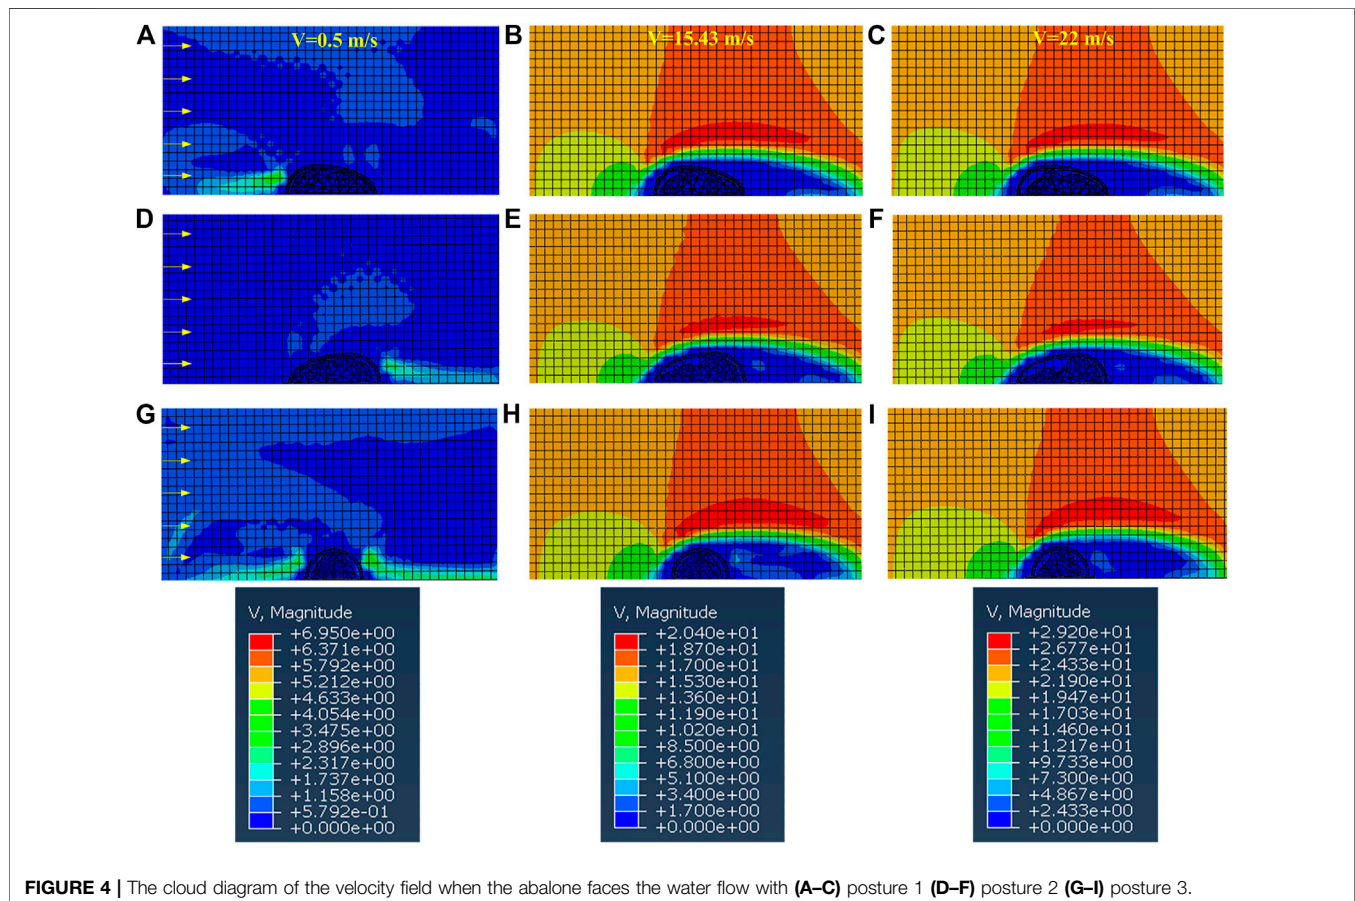 A V=0.5 m/s B V=15.43 m/s C V=22 m/s
D E F
G H I
V, Magnitude
+6.950e+00
+6.371e+00
+5.792e+00
+5.212e+00
+4.633e+00
+4.054e+00
+3.475e+00
+2.896e+00
+2.317e+00
+1.737e+00
+1.158e+00
+5.792e-01
+0.000e+00
V, Magnitude
+2.040e+01
+1.870e+01
+1.700e+01
+1.530e+01
+1.360e+01
+1.190e+01
+1.020e+01
+8.500e+00
+6.800e+00
+5.100e+00
+3.400e+00
+1.700e+00
+0.000e+00
V, Magnitude
+2.920e+01
+2.677e+01
+2.433e+01
+2.190e+01
+1.947e+01
+1.703e+01
+1.460e+01
+1.217e+01
+9.733e+00
+7.300e+00
+4.867e+00
+2.433e+00
+0.000e+00
FIGURE 4 | The cloud diagram of the velocity field when the abalone faces the water flow with (A–C) posture 1 (D–F) posture 2 (G–I) posture 3.